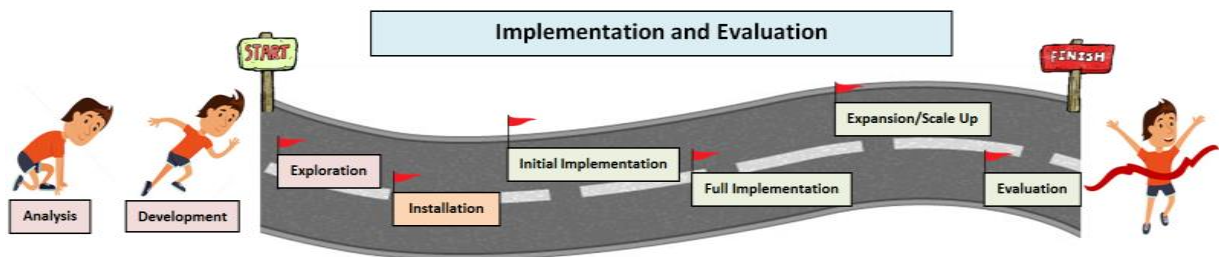 Implementation and Evaluation
START
FINISH
Expansion/Scale Up
Exploration
Initial Implementation
Full Implementation
Evaluation
Installation
Analysis
Development